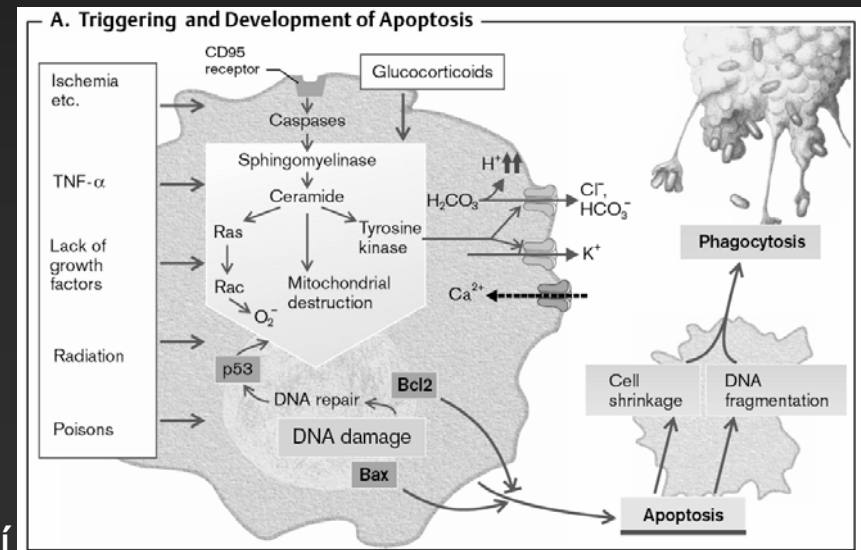 A. Triggering and Development of Apoptosis
CD95
receptor
Glucocorticoids
Ischemia
etc.
TNF-α
Lack of
growth
factors
Radiation
Poisons
Caspases
Sphingomyelinase
Ceramide
Ras
Tyrosine
kinase
Rac
Mitochondrial
destruction
O₂⁻
H⁺
H₂CO₃
Cl⁻,
HCO₃⁻
K⁺
Ca²⁺
p53
Bcl2
DNA repair
DNA damage
Bax
Phagocytosis
Cell
shrinkage
DNA
fragmentation
Apoptosis
í